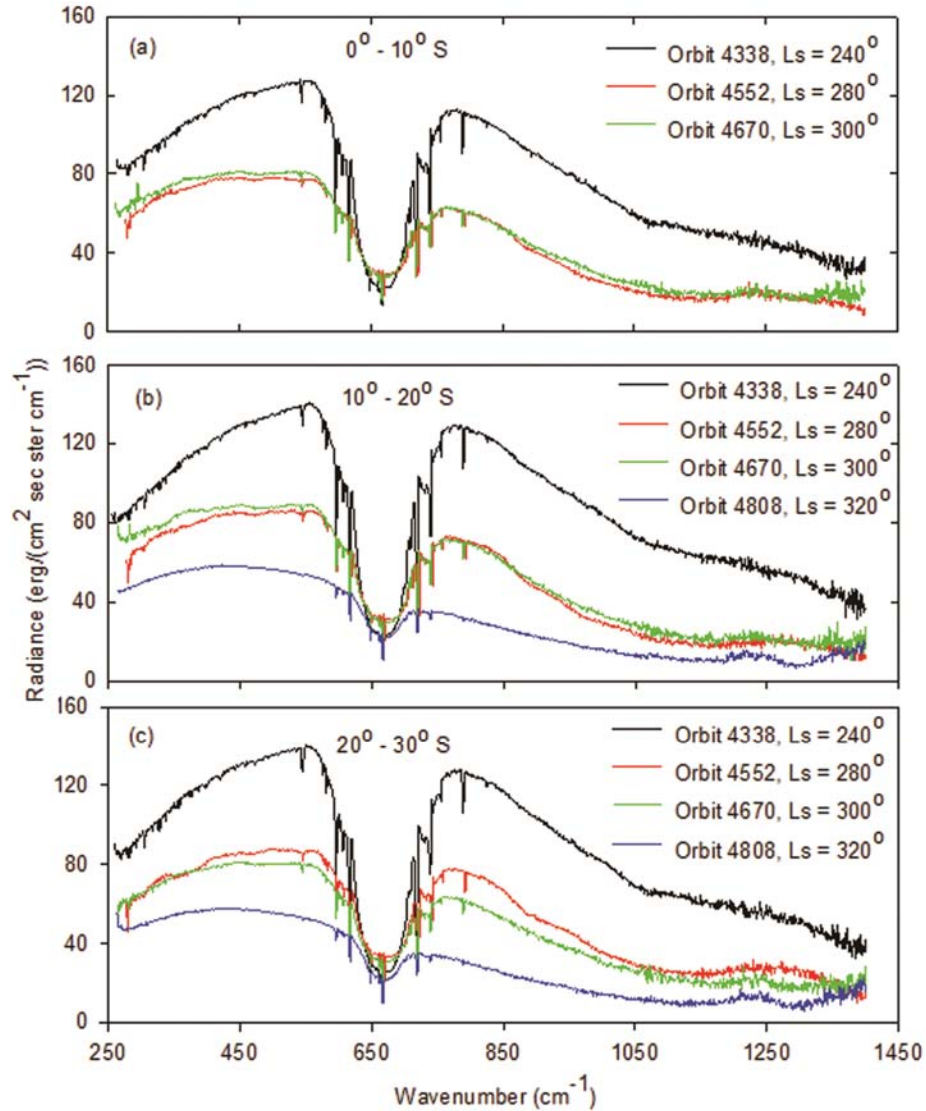 160
(a)
0° - 10° S
Orbit 4338, Ls = 240°
Orbit 4552, Ls = 280°
Orbit 4670, Ls = 300°
120
80
40
0
160
(b)
10° - 20° S
Orbit 4338, Ls = 240°
Orbit 4552, Ls = 280°
Orbit 4670, Ls = 300°
Orbit 4808, Ls = 320°
120
80
40
0
Radiance (erg/(cm² sec ster cm⁻¹))
160
(c)
20° - 30° S
Orbit 4338, Ls = 240°
Orbit 4552, Ls = 280°
Orbit 4670, Ls = 300°
Orbit 4808, Ls = 320°
120
80
40
0
250 450 650 850 1050 1250 1450
Wavenumber (cm⁻¹)